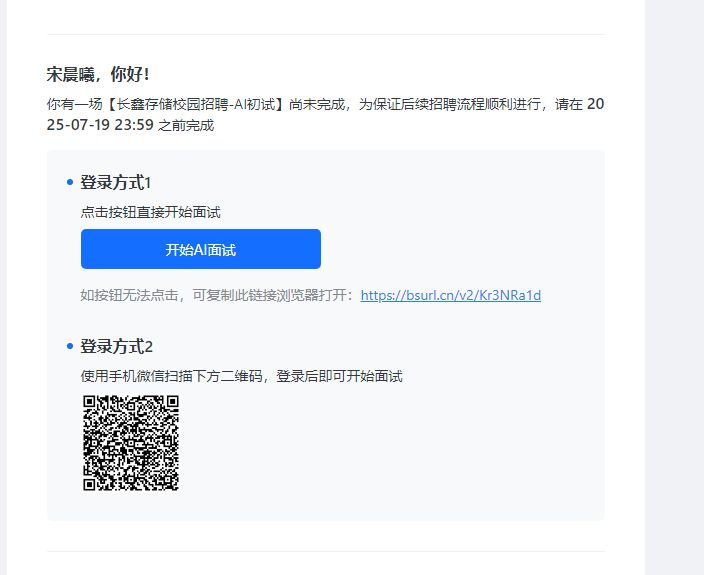 宋晨曦，你好！
你有一场【长鑫存储校园招聘-AI初试】尚未完成，为保证后续招聘流程顺利进行，请在 20
25-07-19 23:59 之前完成
登录方式1
点击按钮直接开始面试
开始AI面试
如按钮无法点击，可复制此链接浏览器打开：https://bsurl.cn/v2/Kr3NRa1d
登录方式2
使用手机微信扫描下方二维码，登录后即可开始面试